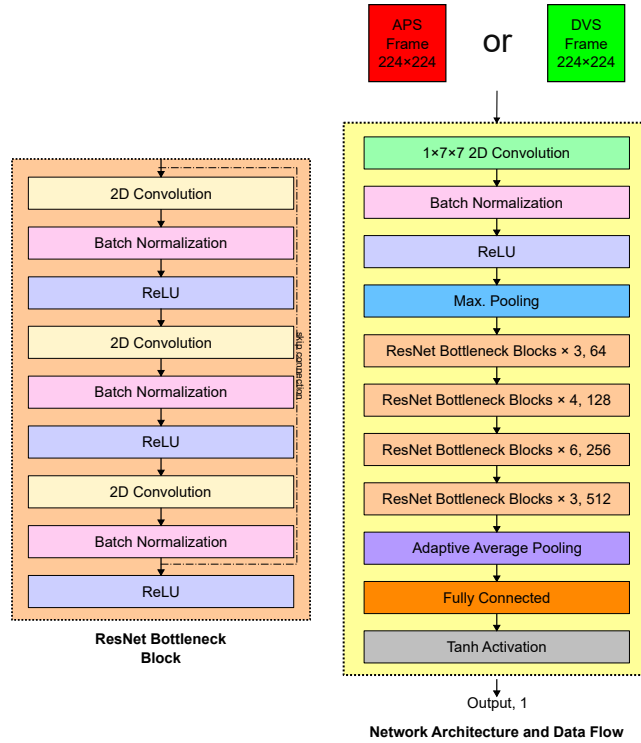 APS
Frame
224×224
or
DVS
Frame
224×224
2D Convolution
Batch Normalization
ReLU
2D Convolution
Batch Normalization
ReLU
2D Convolution
Batch Normalization
ReLU
skip connection
ResNet Bottleneck
Block
1×7×7 2D Convolution
Batch Normalization
ReLU
Max. Pooling
ResNet Bottleneck Blocks × 3, 64
ResNet Bottleneck Blocks × 4, 128
ResNet Bottleneck Blocks × 6, 256
ResNet Bottleneck Blocks × 3, 512
Adaptive Average Pooling
Fully Connected
Tanh Activation
Output, 1
Network Architecture and Data Flow